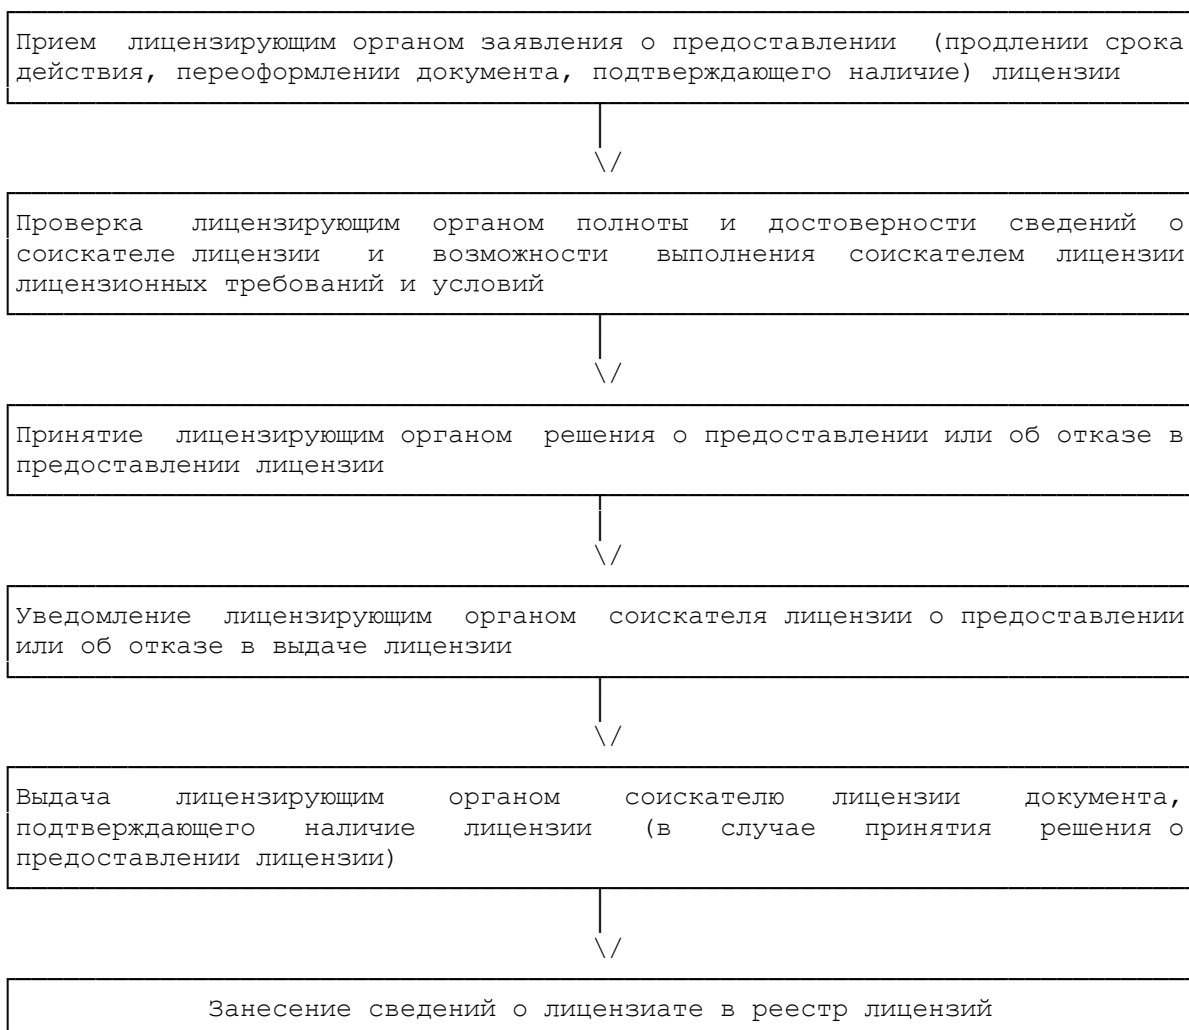 Прием лицензирующим органом заявления о предоставлении (продлении срока
действия, переоформлении документа, подтверждающего наличие) лицензии
\/
Проверка лицензирующим органом полноты и достоверности сведений о
соискателе лицензии и возможности выполнения соискателем лицензии
лицензионных требований и условий
\/
Принятие лицензирующим органом решения о предоставлении или об отказе в
предоставлении лицензии
\/
Уведомление лицензирующим органом соискателя лицензии о предоставлении
или об отказе в выдаче лицензии
\/
Выдача лицензирующим органом соискателю лицензии документа,
подтверждающего наличие лицензии (в случае принятия решения о
предоставлении лицензии)
\/
Занесение сведений о лицензиате в реестр лицензий